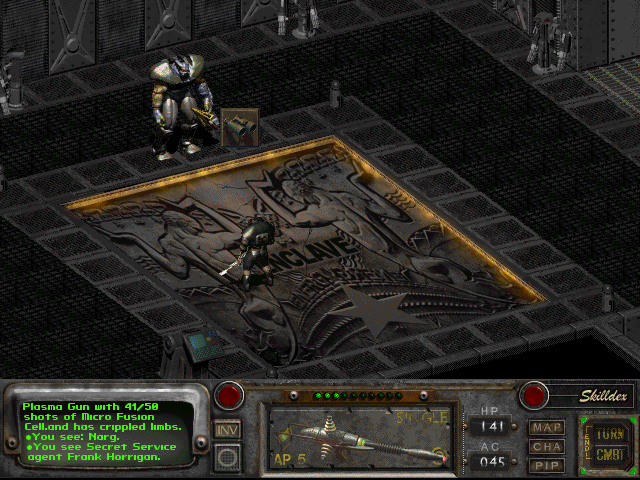 ENCLAVE
Plasma Gun with 41/50
shots of Micro Fusion
Cell.and has crippled limbs.
•You see: Narg.
•You see Secret Service
agent Frank Horrigan.
INV
AP 5
HP
141
AC
045
Skilldex
MAP
CHA
PIP
TURN
CMBT